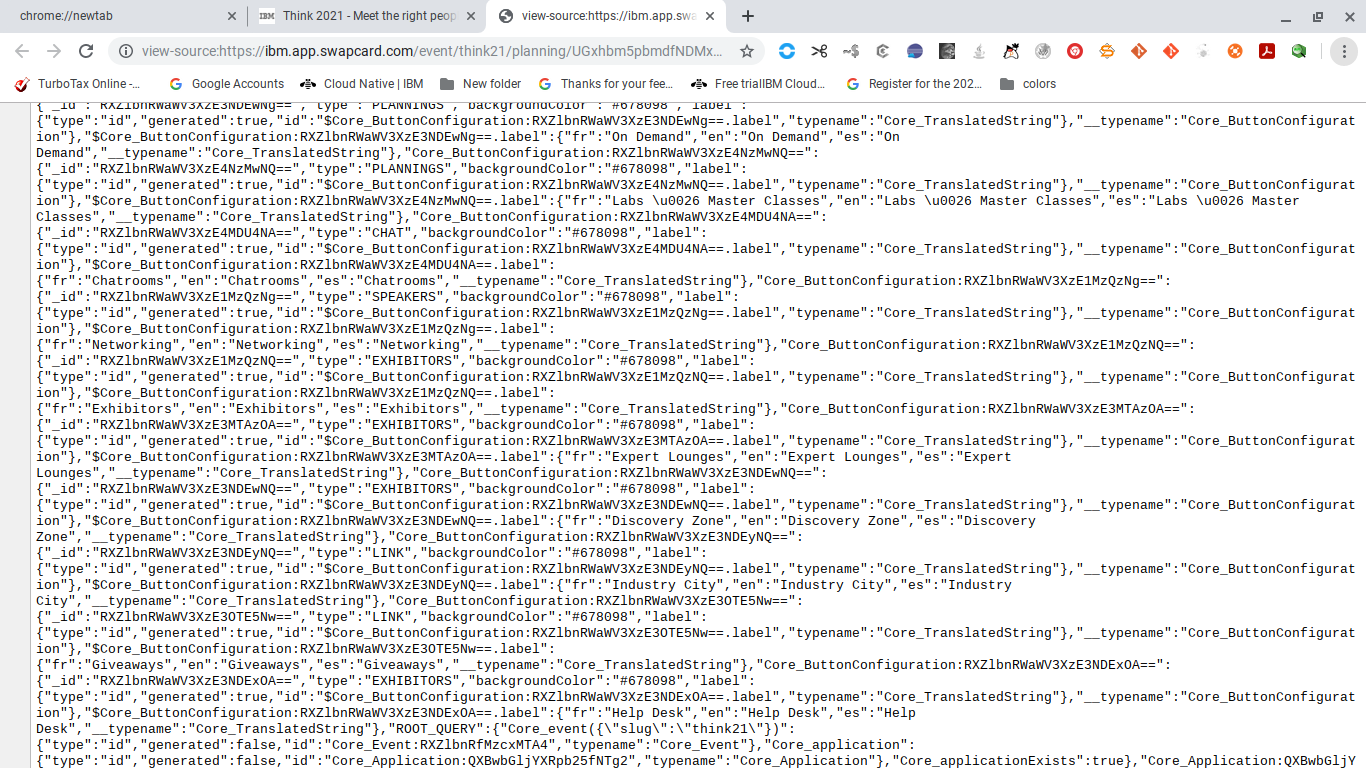 chrome://newtab
Think 2021 - Meet the right peop
view-source:https://ibm.app.swa
view-source:https://ibm.app.swapcard.com/event/think21/planning/UGxhbm5pbmdfNDMx…
TurboTax Online -…
Google Accounts
Cloud Native | IBM
New folder
Thanks for your fee…
Free trialIBM Cloud…
Register for the 202…
colors
{"_id":"RXZlbnRWaWV3XzE3NDEwNg==","type":"PLANNINGS","backgroundColor":"#678098","label":
{"type":"id","generated":true,"id":"$Core_ButtonConfiguration:RXZlbnRWaWV3XzE3NDEwNg==.label","typename":"Core_TranslatedString"},"__typename":"Core_ButtonConfigurat
ion"},"$Core_ButtonConfiguration:RXZlbnRWaWV3XzE3NDEwNg==.label":{"fr":"On Demand","en":"On Demand","es":"On
Demand","__typename":"Core_TranslatedString"},"Core_ButtonConfiguration:RXZlbnRWaWV3XzE4NzMwNQ==":
{"_id":"RXZlbnRWaWV3XzE4NzMwNQ==","type":"PLANNINGS","backgroundColor":"#678098","label":
{"type":"id","generated":true,"id":"$Core_ButtonConfiguration:RXZlbnRWaWV3XzE4NzMwNQ==.label","typename":"Core_TranslatedString"},"__typename":"Core_ButtonConfigurat
ion"},"$Core_ButtonConfiguration:RXZlbnRWaWV3XzE4NzMwNQ==.label":{"fr":"Labs \u0026 Master Classes","en":"Labs \u0026 Master Classes","es":"Labs \u0026 Master
Classes","__typename":"Core_TranslatedString"},"Core_ButtonConfiguration:RXZlbnRWaWV3XzE4MDU4NA==":
{"_id":"RXZlbnRWaWV3XzE4MDU4NA==","type":"CHAT","backgroundColor":"#678098","label":
{"type":"id","generated":true,"id":"$Core_ButtonConfiguration:RXZlbnRWaWV3XzE4MDU4NA==.label","typename":"Core_TranslatedString"},"__typename":"Core_ButtonConfigurat
ion"},"$Core_ButtonConfiguration:RXZlbnRWaWV3XzE4MDU4NA==.label":
{"fr":"Chatrooms","en":"Chatrooms","es":"Chatrooms","__typename":"Core_TranslatedString"},"Core_ButtonConfiguration:RXZlbnRWaWV3XzE1MzQzNg==":
{"_id":"RXZlbnRWaWV3XzE1MzQzNg==","type":"SPEAKERS","backgroundColor":"#678098","label":
{"type":"id","generated":true,"id":"$Core_ButtonConfiguration:RXZlbnRWaWV3XzE1MzQzNg==.label","typename":"Core_TranslatedString"},"__typename":"Core_ButtonConfigurat
ion"},"$Core_ButtonConfiguration:RXZlbnRWaWV3XzE1MzQzNg==.label":
{"fr":"Networking","en":"Networking","es":"Networking","__typename":"Core_TranslatedString"},"Core_ButtonConfiguration:RXZlbnRWaWV3XzE1MzQzNQ==":
{"_id":"RXZlbnRWaWV3XzE1MzQzNQ==","type":"EXHIBITORS","backgroundColor":"#678098","label":
{"type":"id","generated":true,"id":"$Core_ButtonConfiguration:RXZlbnRWaWV3XzE1MzQzNQ==.label","typename":"Core_TranslatedString"},"__typename":"Core_ButtonConfigurat
ion"},"$Core_ButtonConfiguration:RXZlbnRWaWV3XzE1MzQzNQ==.label":
{"fr":"Exhibitors","en":"Exhibitors","es":"Exhibitors","__typename":"Core_TranslatedString"},"Core_ButtonConfiguration:RXZlbnRWaWV3XzE3MTAzOA==":
{"_id":"RXZlbnRWaWV3XzE3MTAzOA==","type":"EXHIBITORS","backgroundColor":"#678098","label":
{"type":"id","generated":true,"id":"$Core_ButtonConfiguration:RXZlbnRWaWV3XzE3MTAzOA==.label","typename":"Core_TranslatedString"},"__typename":"Core_ButtonConfigurat
ion"},"$Core_ButtonConfiguration:RXZlbnRWaWV3XzE3MTAzOA==.label":{"fr":"Expert Lounges","en":"Expert Lounges","es":"Expert
Lounges","__typename":"Core_TranslatedString"},"Core_ButtonConfiguration:RXZlbnRWaWV3XzE3NDEwNQ==":
{"_id":"RXZlbnRWaWV3XzE3NDEwNQ==","type":"EXHIBITORS","backgroundColor":"#678098","label":
{"type":"id","generated":true,"id":"$Core_ButtonConfiguration:RXZlbnRWaWV3XzE3NDEwNQ==.label","typename":"Core_TranslatedString"},"__typename":"Core_ButtonConfigurat
ion"},"$Core_ButtonConfiguration:RXZlbnRWaWV3XzE3NDEwNQ==.label":{"fr":"Discovery Zone","en":"Discovery Zone","es":"Discovery
Zone","__typename":"Core_TranslatedString"},"Core_ButtonConfiguration:RXZlbnRWaWV3XzE3NDEyNQ==":
{"_id":"RXZlbnRWaWV3XzE3NDEyNQ==","type":"LINK","backgroundColor":"#678098","label":
{"type":"id","generated":true,"id":"$Core_ButtonConfiguration:RXZlbnRWaWV3XzE3NDEyNQ==.label","typename":"Core_TranslatedString"},"__typename":"Core_ButtonConfigurat
ion"},"$Core_ButtonConfiguration:RXZlbnRWaWV3XzE3NDEyNQ==.label":{"fr":"Industry City","en":"Industry City","es":"Industry
City","__typename":"Core_TranslatedString"},"Core_ButtonConfiguration:RXZlbnRWaWV3XzE3OTE5Nw==":
{"_id":"RXZlbnRWaWV3XzE3OTE5Nw==","type":"LINK","backgroundColor":"#678098","label":
{"type":"id","generated":true,"id":"$Core_ButtonConfiguration:RXZlbnRWaWV3XzE3OTE5Nw==.label","typename":"Core_TranslatedString"},"__typename":"Core_ButtonConfigurat
ion"},"$Core_ButtonConfiguration:RXZlbnRWaWV3XzE3OTE5Nw==.label":
{"fr":"Giveaways","en":"Giveaways","es":"Giveaways","__typename":"Core_TranslatedString"},"Core_ButtonConfiguration:RXZlbnRWaWV3XzE3NDExOA==":
{"_id":"RXZlbnRWaWV3XzE3NDExOA==","type":"EXHIBITORS","backgroundColor":"#678098","label":
{"type":"id","generated":true,"id":"$Core_ButtonConfiguration:RXZlbnRWaWV3XzE3NDExOA==.label","typename":"Core_TranslatedString"},"__typename":"Core_ButtonConfigurat
ion"},"$Core_ButtonConfiguration:RXZlbnRWaWV3XzE3NDExOA==.label":{"fr":"Help Desk","en":"Help Desk","es":"Help
Desk","__typename":"Core_TranslatedString"},"ROOT_QUERY":{"Core_event({\"slug\":\"think21\"})":
{"type":"id","generated":false,"id":"Core_Event:RXZlbnRfMzcxMTA4","typename":"Core_Event"},"Core_application":
{"type":"id","generated":false,"id":"Core_Application:QXBwbGljYXRpb25fNTg2","typename":"Core_Application"},"Core_applicationExists":true},"Core_Application:QXBwbGljY